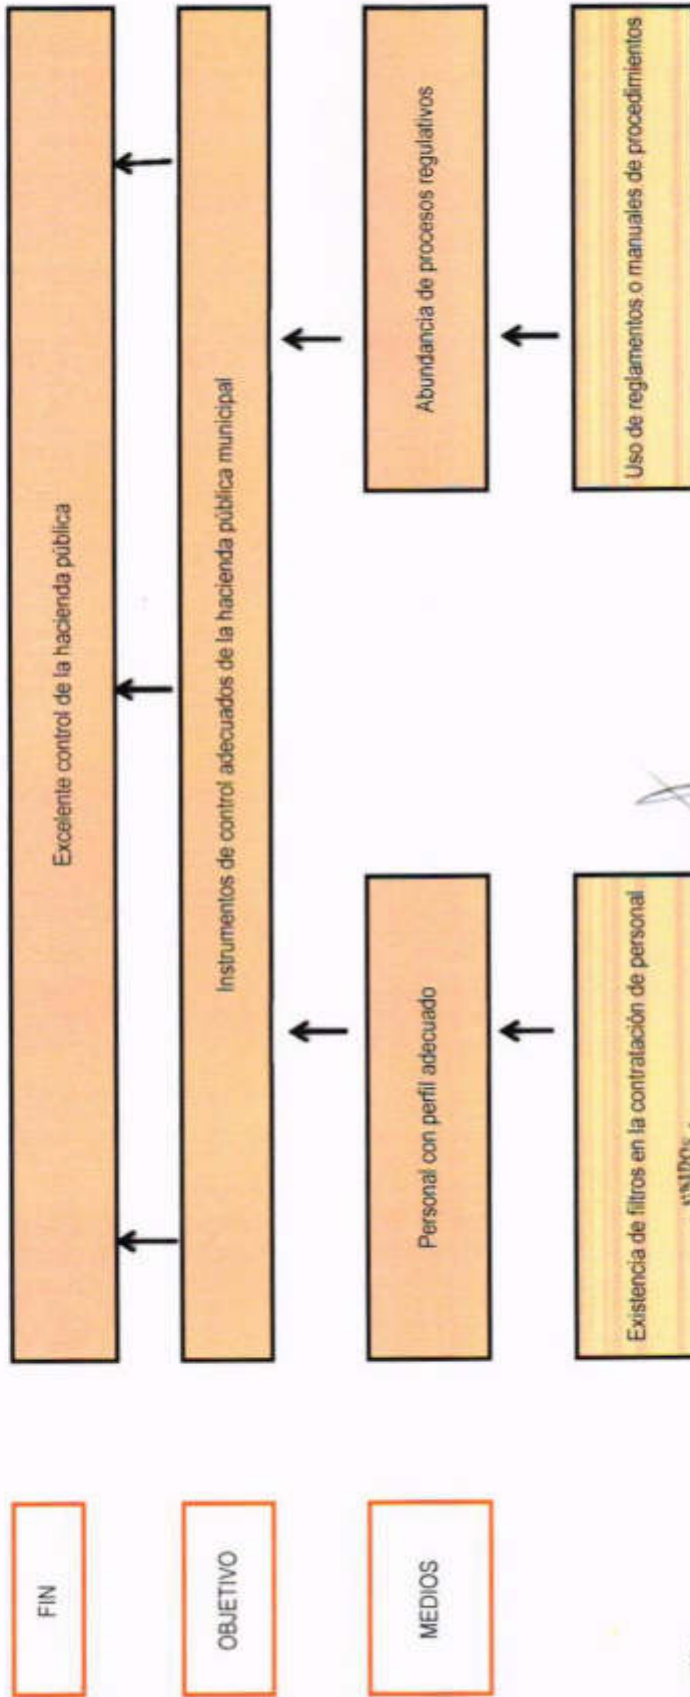 FIN
Excelente control de la hacienda pública
OBJETIVO
Instrumentos de control adecuados de la hacienda pública municipal
MEDIOS
Personal con perfil adecuado
Abundancia de procesos regulativos
Existencia de filtros en la contratación de personal
Uso de reglamentos o manuales de procedimientos